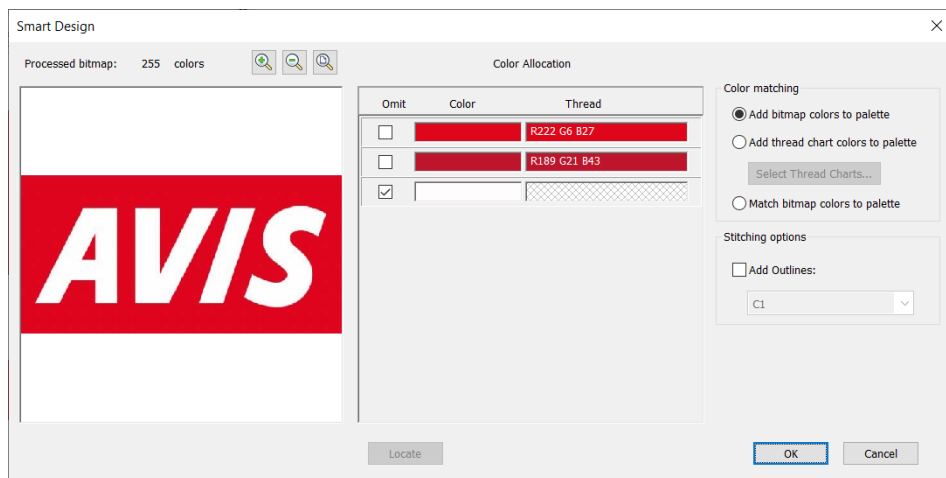 Smart Design
Processed bitmap: 255 colors
Color Allocation
Omit Color Thread
R222 G6 B27
R189 G21 B43
AVIS
Color matching
Add bitmap colors to palette
Add thread chart colors to palette
Select Thread Charts...
Match bitmap colors to palette
Stitching options
Add Outlines:
C1
Locate
OK
Cancel